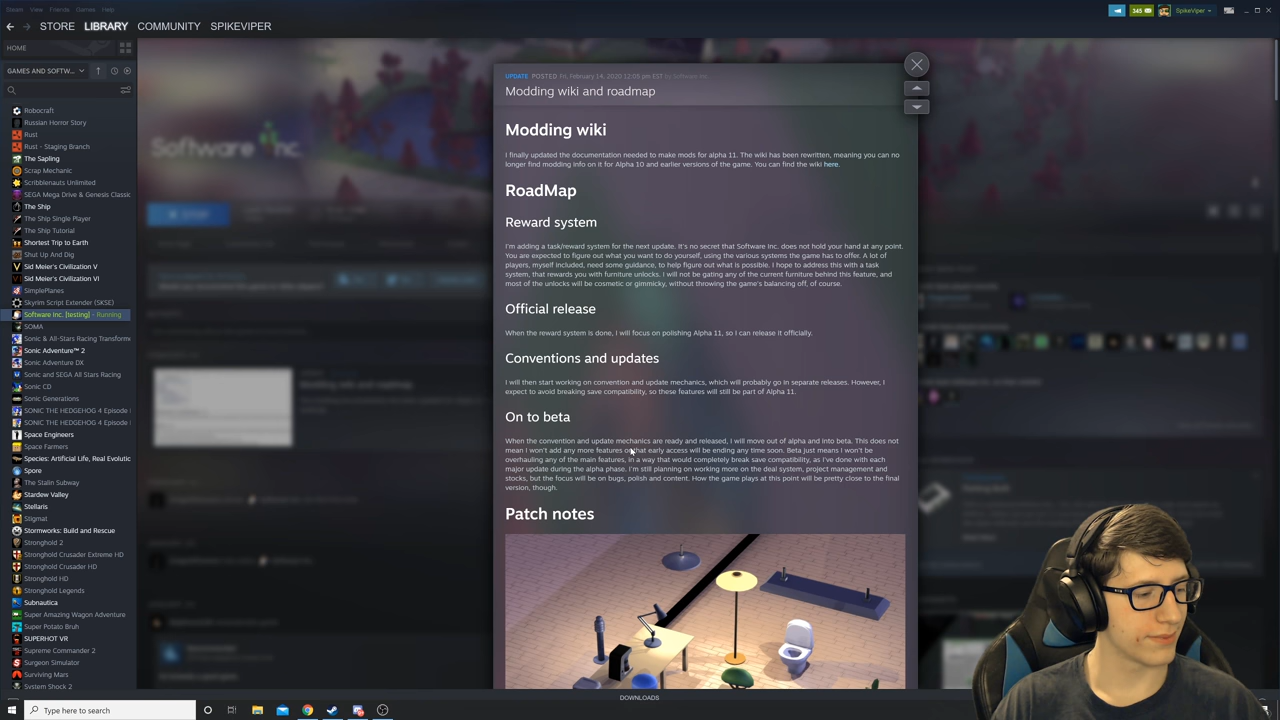 Steam View Friends Games Help
345
SpikeViper
STORE LIBRARY COMMUNITY SPIKEVIPER
HOME
GAMES AND SOFTW...
Robocraft
Russian Horror Story
Rust
Rust - Staging Branch
The Sapling
Scrap Mechanic
Scribblenauts Unlimited
SEGA Mega Drive & Genesis Classic
The Ship
The Ship Single Player
The Ship Tutorial
Shortest Trip to Earth
Shut Up And Dig
Sid Meier's Civilization V
Sid Meier's Civilization VI
SimplePlanes
Skyrim Script Extender (SKSE)
Software Inc. [testing] - Running
SOMA
Sonic & All-Stars Racing Transforme
Sonic Adventure™ 2
Sonic Adventure DX
Sonic and SEGA All Stars Racing
Sonic CD
Sonic Generations
SONIC THE HEDGEHOG 4 Episode I
SONIC THE HEDGEHOG 4 Episode
Space Engineers
Space Farmers
Species: Artificial Life, Real Evolutio
Spore
The Stalin Subway
Stardew Valley
Stellaris
Stigmat
Stormworks: Build and Rescue
Stronghold 2
Stronghold Crusader Extreme HD
Stronghold Crusader HD
Stronghold HD
Stronghold Legends
Subnautica
Super Amazing Wagon Adventure
Super Potato Bruh
SUPERHOT VR
Supreme Commander 2
Surgeon Simulator
Surviving Mars
System Shock 2
Software Inc.
UPDATE POSTED Fri, February 14, 2020 12:05 pm EST by Software Inc.
Modding wiki and roadmap
Modding wiki
I finally updated the documentation needed to make mods for alpha 11. The wiki has been rewritten, meaning you can no
longer find modding info on it for Alpha 10 and earlier versions of the game. You can find the wiki here.
RoadMap
Reward system
I'm adding a task/reward system for the next update. It's no secret that Software Inc. does not hold your hand at any point.
You are expected to figure out what you want to do yourself, using the various systems the game has to offer. A lot of
players, myself included, need some guidance, to help figure out what is possible. I hope to address this with a task
system, that rewards you with furniture unlocks. I will not be gating any of the current furniture behind this feature, and
most of the unlocks will be cosmetic or gimmicky, without throwing the game's balancing off, of course.
Official release
When the reward system is done, I will focus on polishing Alpha 11, so I can release it officially.
Conventions and updates
I will then start working on convention and update mechanics, which will probably go in separate releases. However, I
expect to avoid breaking save compatibility, so these features will still be part of Alpha 11.
On to beta
When the convention and update mechanics are ready and released, I will move out of alpha and into beta. This does not
mean I won't add any more features or that early access will be ending any time soon. Beta just means I won't be
overhauling any of the main features, in a way that would completely break save compatibility, as I've done with each
major update during the alpha phase. I'm still planning on working more on the deal system, project management and
stocks, but the focus will be on bugs, polish and content. How the game plays at this point will be pretty close to the final
version, though.
Patch notes
DOWNLOADS
Type here to search